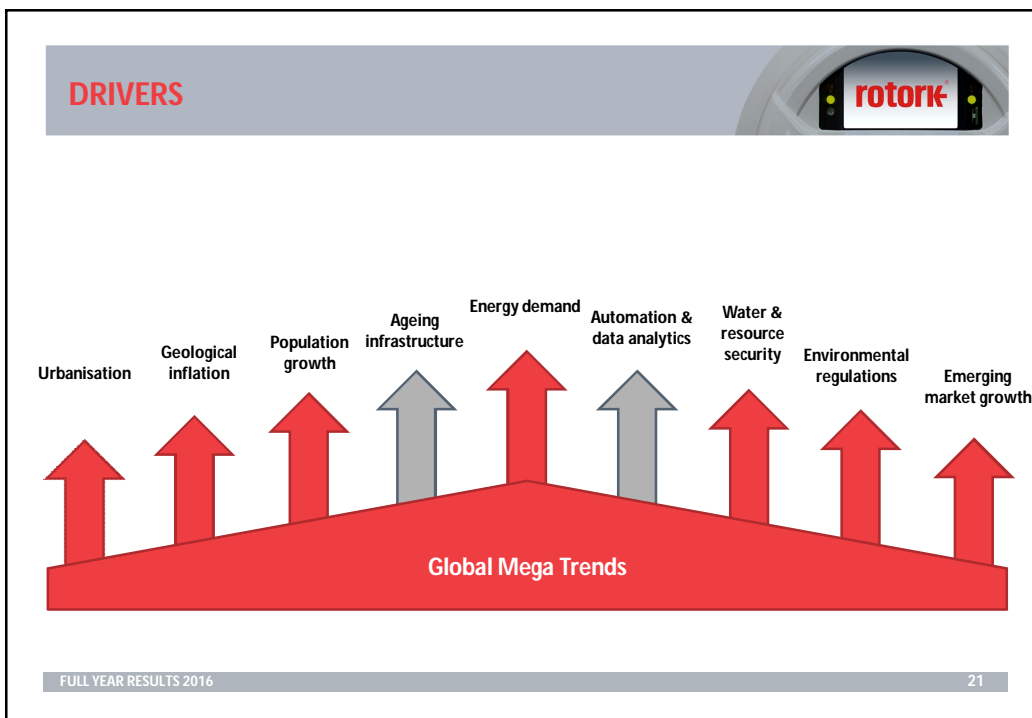 DRIVERS
rotork
Urbanisation
Geological
inflation
Population
growth
Ageing
infrastructure
Energy demand
Automation &
data analytics
Water &
resource
security
Environmental
regulations
Emerging
market growth
Global Mega Trends
FULL YEAR RESULTS 2016
21